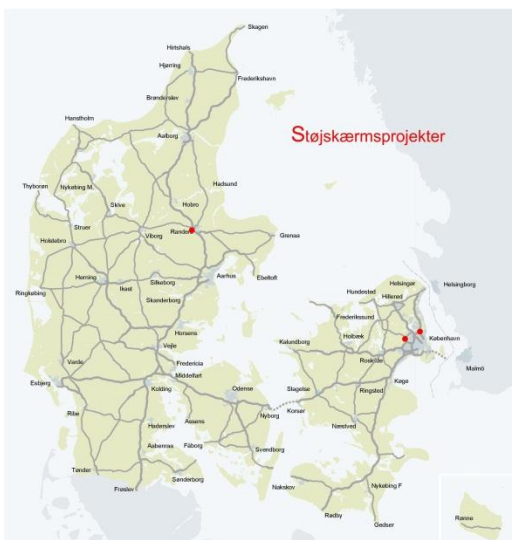 Skagen
Hirtshals
Hjørring
Frederikshavn
Brønderslev
Hanstholm
Aalborg
Støjskærmsprojekter
Thyborøn
Nykøbing M.
Hadsund
Skive
Hobro
Struer
Viborg
Rander
Grenaa
Holstebro
Herning
Silkeborg
Aarhus
Ebeltoft
Ikast
Ringkøbing
Skanderborg
Helsingør
Helsingborg
Hundested
Hillerød
Frederikssund
Horsens
Kalundborg
Holbæk
København
Vejle
Roskilde
Malmö
Varde
Fredericia
Middelfart
Køge
Esbjerg
Kolding
Odense
Slagelse
Ringsted
Nyborg
Korsør
Ribe
Haderslev
Assens
Næstved
Aabenraa
Fåborg
Svendborg
Tønder
Sønderborg
Nakskov
Nykøbing F
Frøslev
Rødby
Gedser
Rønne